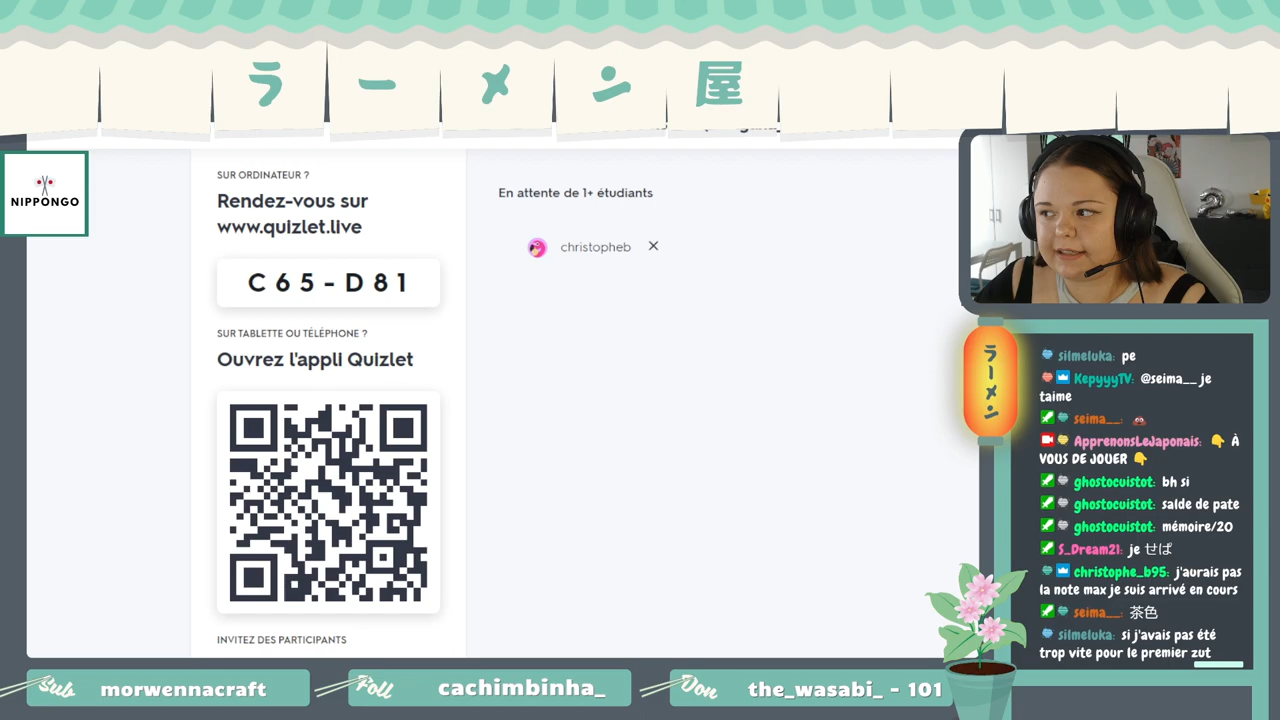 ラーメン屋
NIPPONGO
SUR ORDINATEUR ?
Rendez-vous sur
www.quizlet.live
C65-D81
SUR TABLETTE OU TÉLÉPHONE ?
Ouvrez l'appli Quizlet
INVITEZ DES PARTICIPANTS
En attente de 1+ étudiants
christopheb
ラーメン
silmeluka: pe
KepyyyTV: @seima__ je
taime
seima__: 💩
ApprenonsLeJaponais: 👇 À
VOUS DE JOUER 👇
ghostocuistot: bh si
ghostocuistot: salde de pate
ghostocuistot: mémoire/20
S_Dream21: je せば
christophe_b95: j'aurais pas
la note max je suis arrivé en cours
seima__: 茶色
silmeluka: si j'avais pas été
trop vite pour le premier zut
Sub morwennacraft
Foll cachimbinha_
Don the_wasabi_ - 101